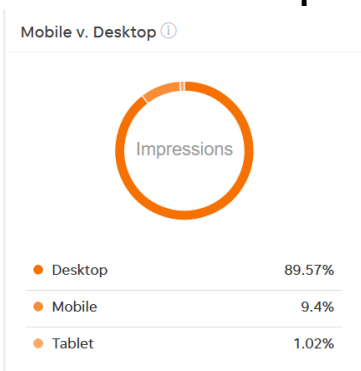 Mobile v. Desktop
Impressions
Desktop 89.57%
Mobile 9.4%
Tablet 1.02%